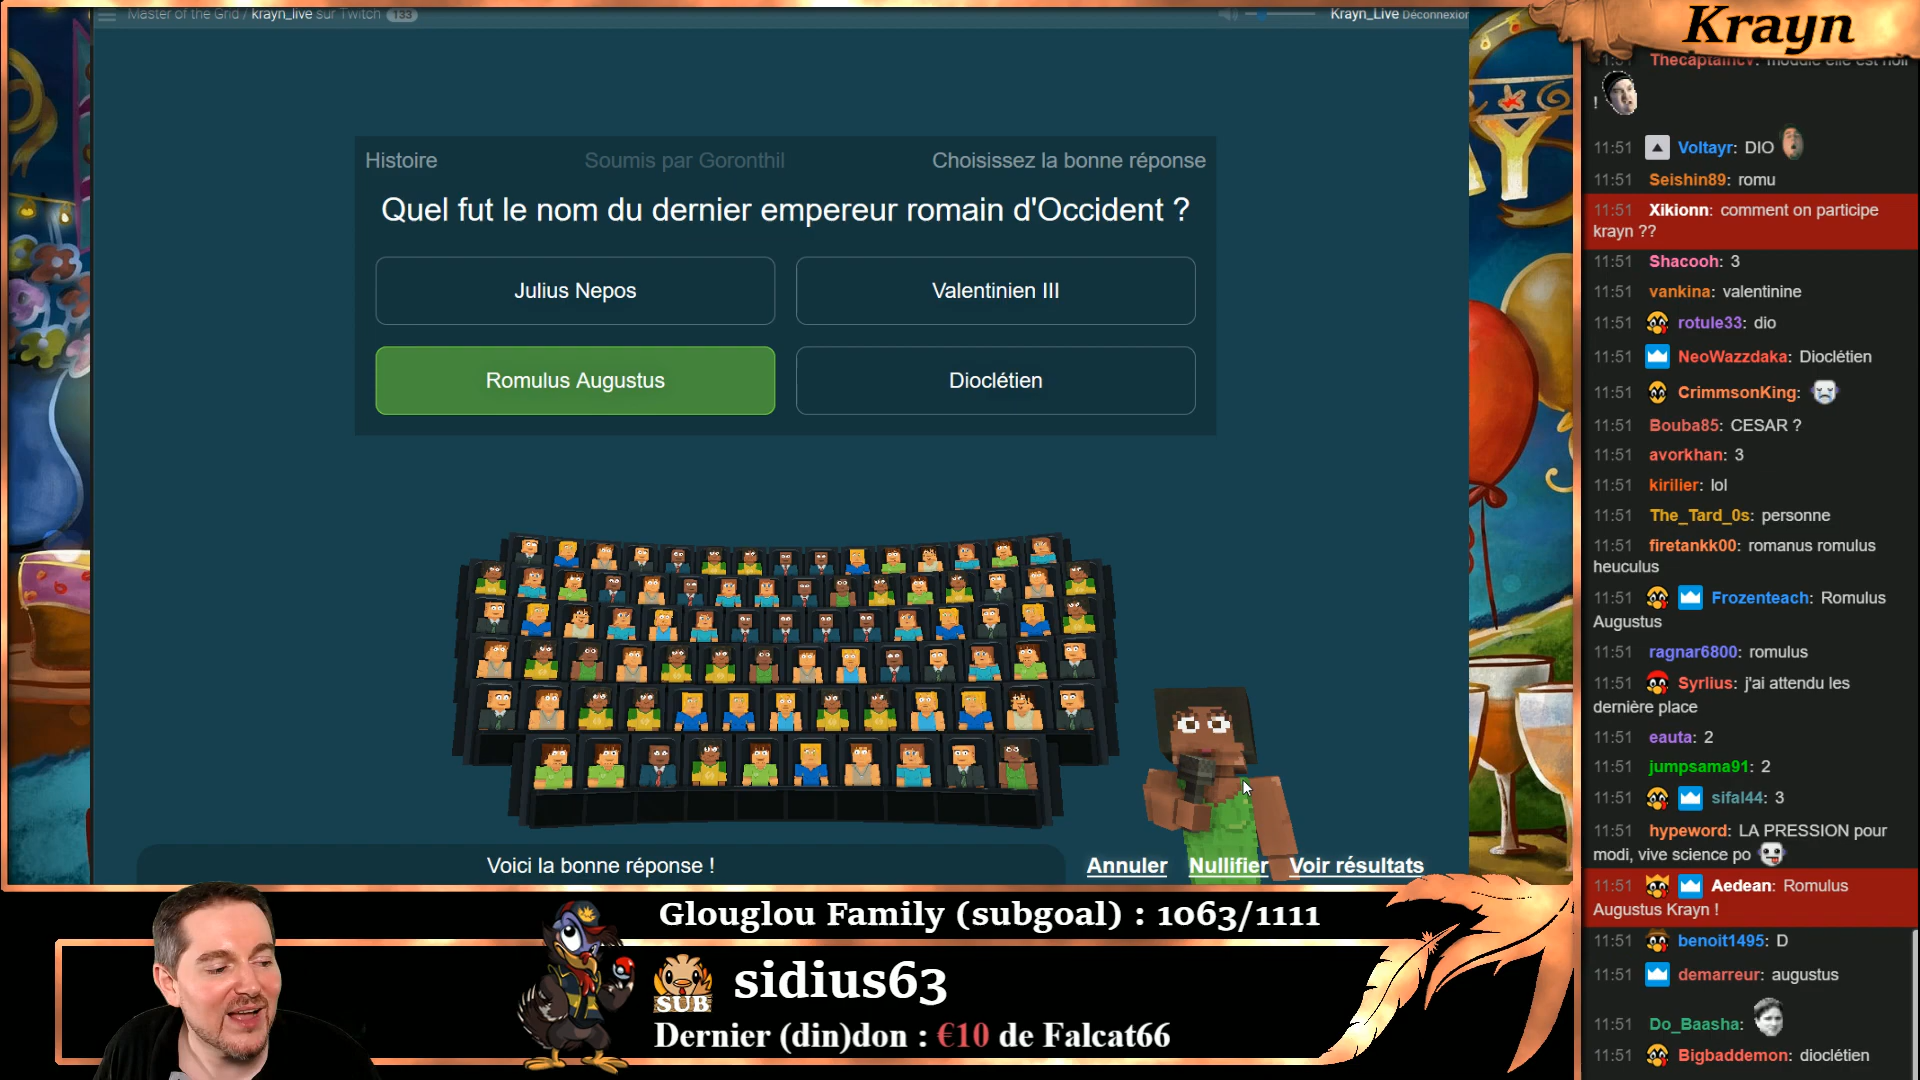 Master of the Grid / krayn_live sur Twitch 133
Krayn_Live Déconnexion
Krayn
Histoire
Soumis par Goronthil
Choisissez la bonne réponse
Quel fut le nom du dernier empereur romain d'Occident ?
Julius Nepos
Valentinien III
Romulus Augustus
Dioclétien
Voici la bonne réponse !
Annuler
Nullifier
Voir résultats
Glouglou Family (subgoal) : 1063/1111
SUB
sidius63
Dernier (din)don : €10 de Falcat66
!
11:51 Voltayr: DIO
11:51 Seishin89: romu
11:51 Xikionn: comment on participe
krayn ??
11:51 Shacooh: 3
11:51 vankina: valentinine
11:51 rotule33: dio
11:51 NeoWazzdaka: Dioclétien
11:51 CrimmsonKing:
11:51 Bouba85: CESAR ?
11:51 avorkhan: 3
11:51 kirilier: lol
11:51 The_Tard_0s: personne
11:51 firetankk00: romanus romulus
heuculus
11:51 Frozenteach: Romulus
Augustus
11:51 ragnar6800: romulus
11:51 Syrlius: j'ai attendu les
dernière place
11:51 eauta: 2
11:51 jumpsama91: 2
11:51 sifal44: 3
11:51 hypeword: LA PRESSION pour
modi, vive science po
11:51 Aedean: Romulus
Augustus Krayn !
11:51 benoit1495: D
11:51 demarreur: augustus
11:51 Do_Baasha:
11:51 Bigbaddemon: dioclétien